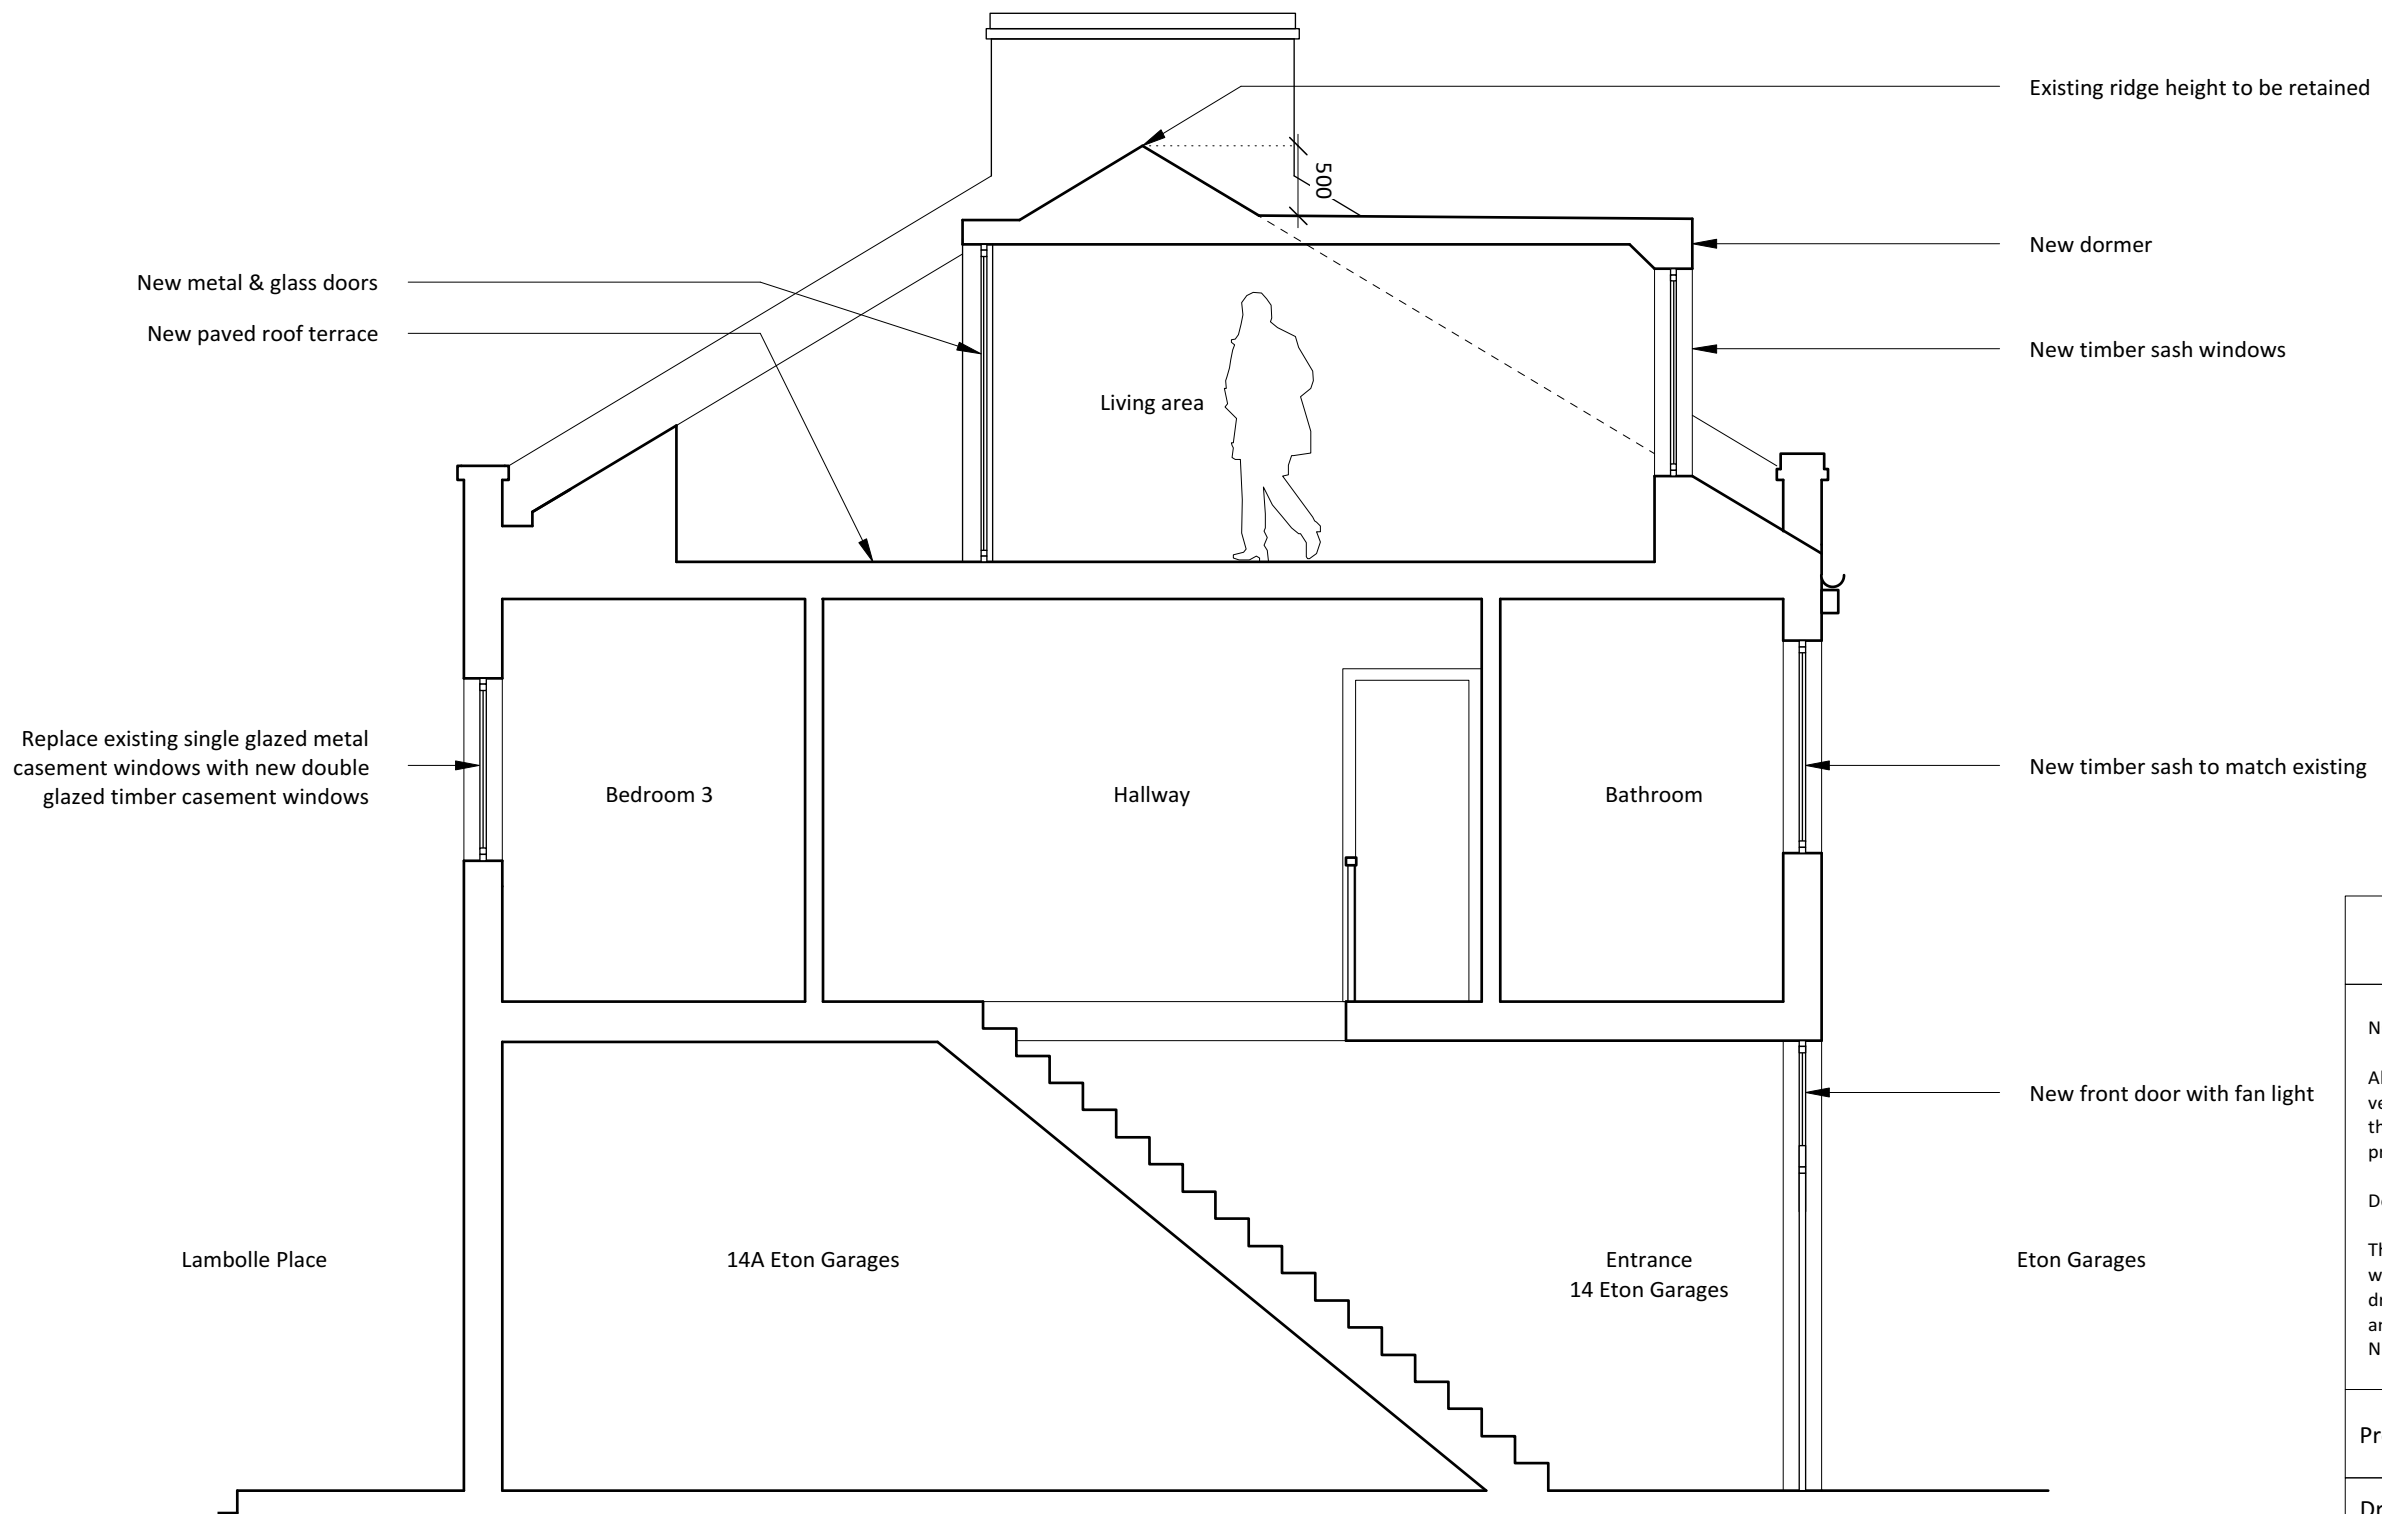 Existing ridge height to be retained
500
New dormer
New metal & glass doors
New paved roof terrace
New timber sash windows
Living area
Replace existing single glazed metal
casement windows with new double
glazed timber casement windows
Bedroom 3
Hallway
Bathroom
New timber sash to match existing
New front door with fan light
Lambolle Place
14A Eton Garages
Entrance
14 Eton Garages
Eton Garages